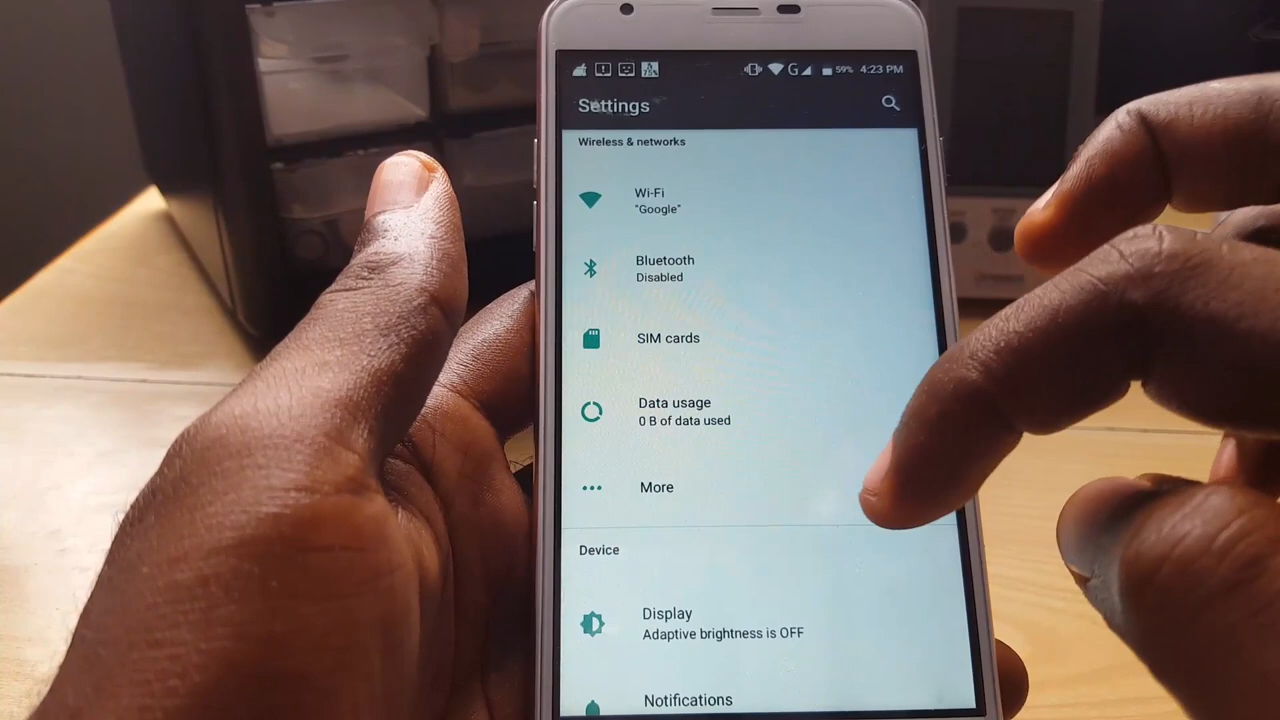 75%
G
59%
4:23 PM
Settings
Wireless & networks
Wi-Fi
"Google"
Bluetooth
Disabled
SIM cards
Data usage
0 B of data used
More
Device
Display
Adaptive brightness is OFF
Notifications